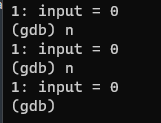 1: input = 0
(gdb) n
1: input = 0
(gdb) n
1: input = 0
(gdb)